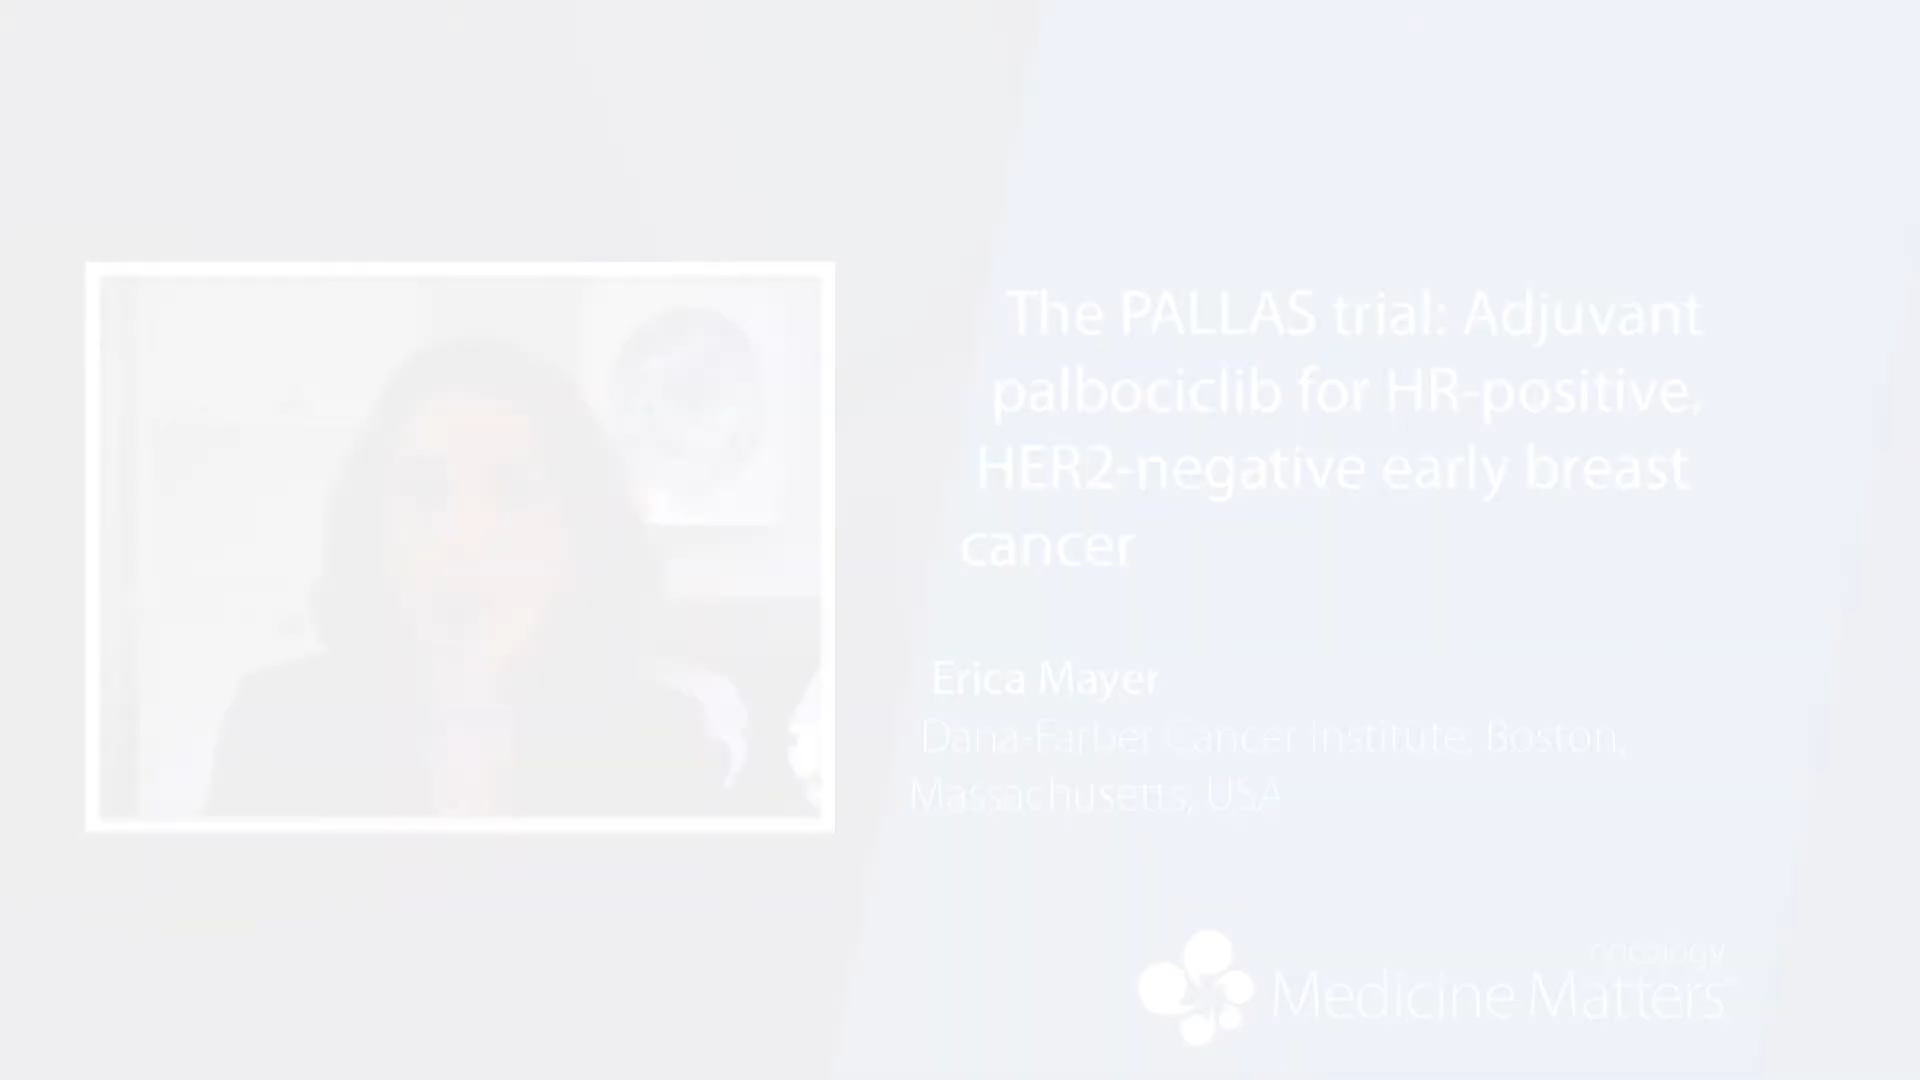 The PALLAS trial: Adjuvant
palbociclib for HR-positive,
HER2-negative early breast
cancer
Erica Mayer
Dana-Farber Cancer Institute, Boston,
Massachusetts, USA
oncology
Medicine Matters